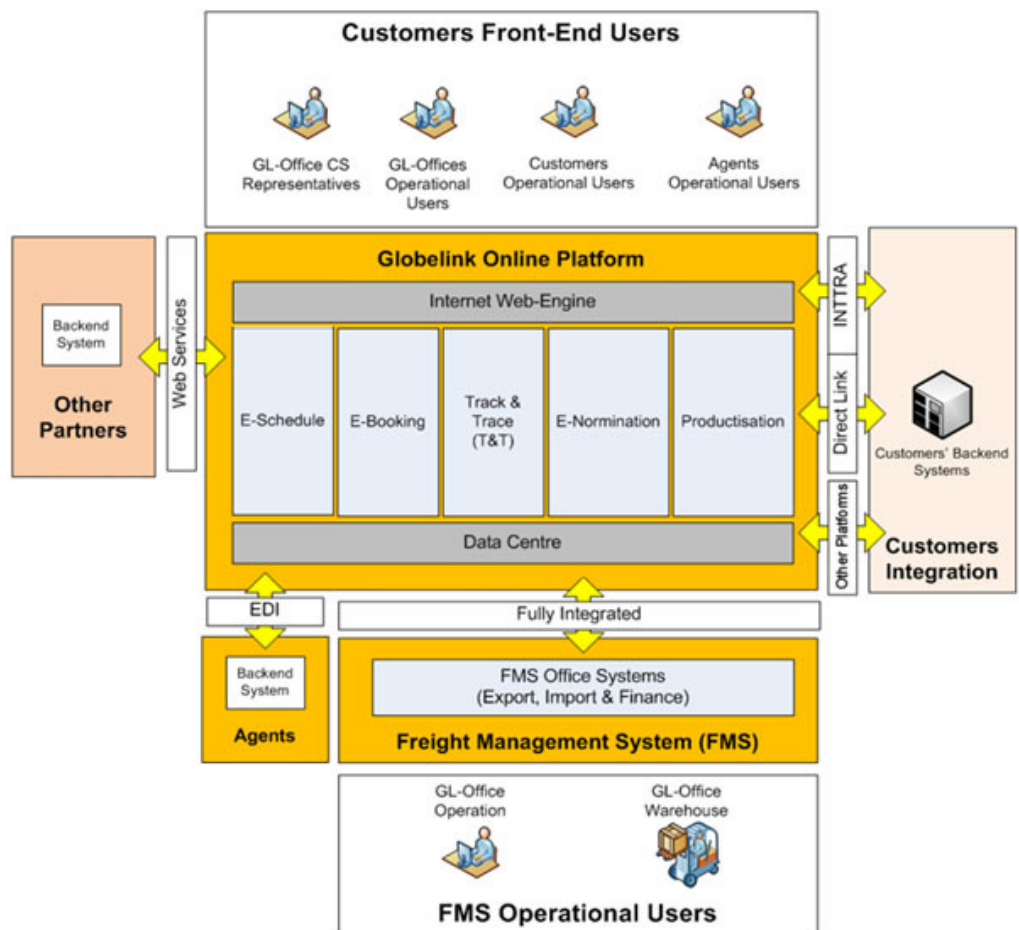 Customers Front-End Users
GL-Office CS
Representatives
GL-Offices
Operational
Users
Customers
Operational Users
Agents
Operational Users
Globelink Online Platform
Internet Web-Engine
E-Schedule
E-Booking
Track &
Trace
(T&T)
E-Normination
Productisation
Data Centre
Backend
System
Other
Partners
Web Services
INTTRA
Direct Link
Other Platforms
Customers' Backend
Systems
Customers
Integration
EDI
Fully Integrated
Backend
System
Agents
FMS Office Systems
(Export, Import & Finance)
Freight Management System (FMS)
GL-Office
Operation
GL-Office
Warehouse
FMS Operational Users